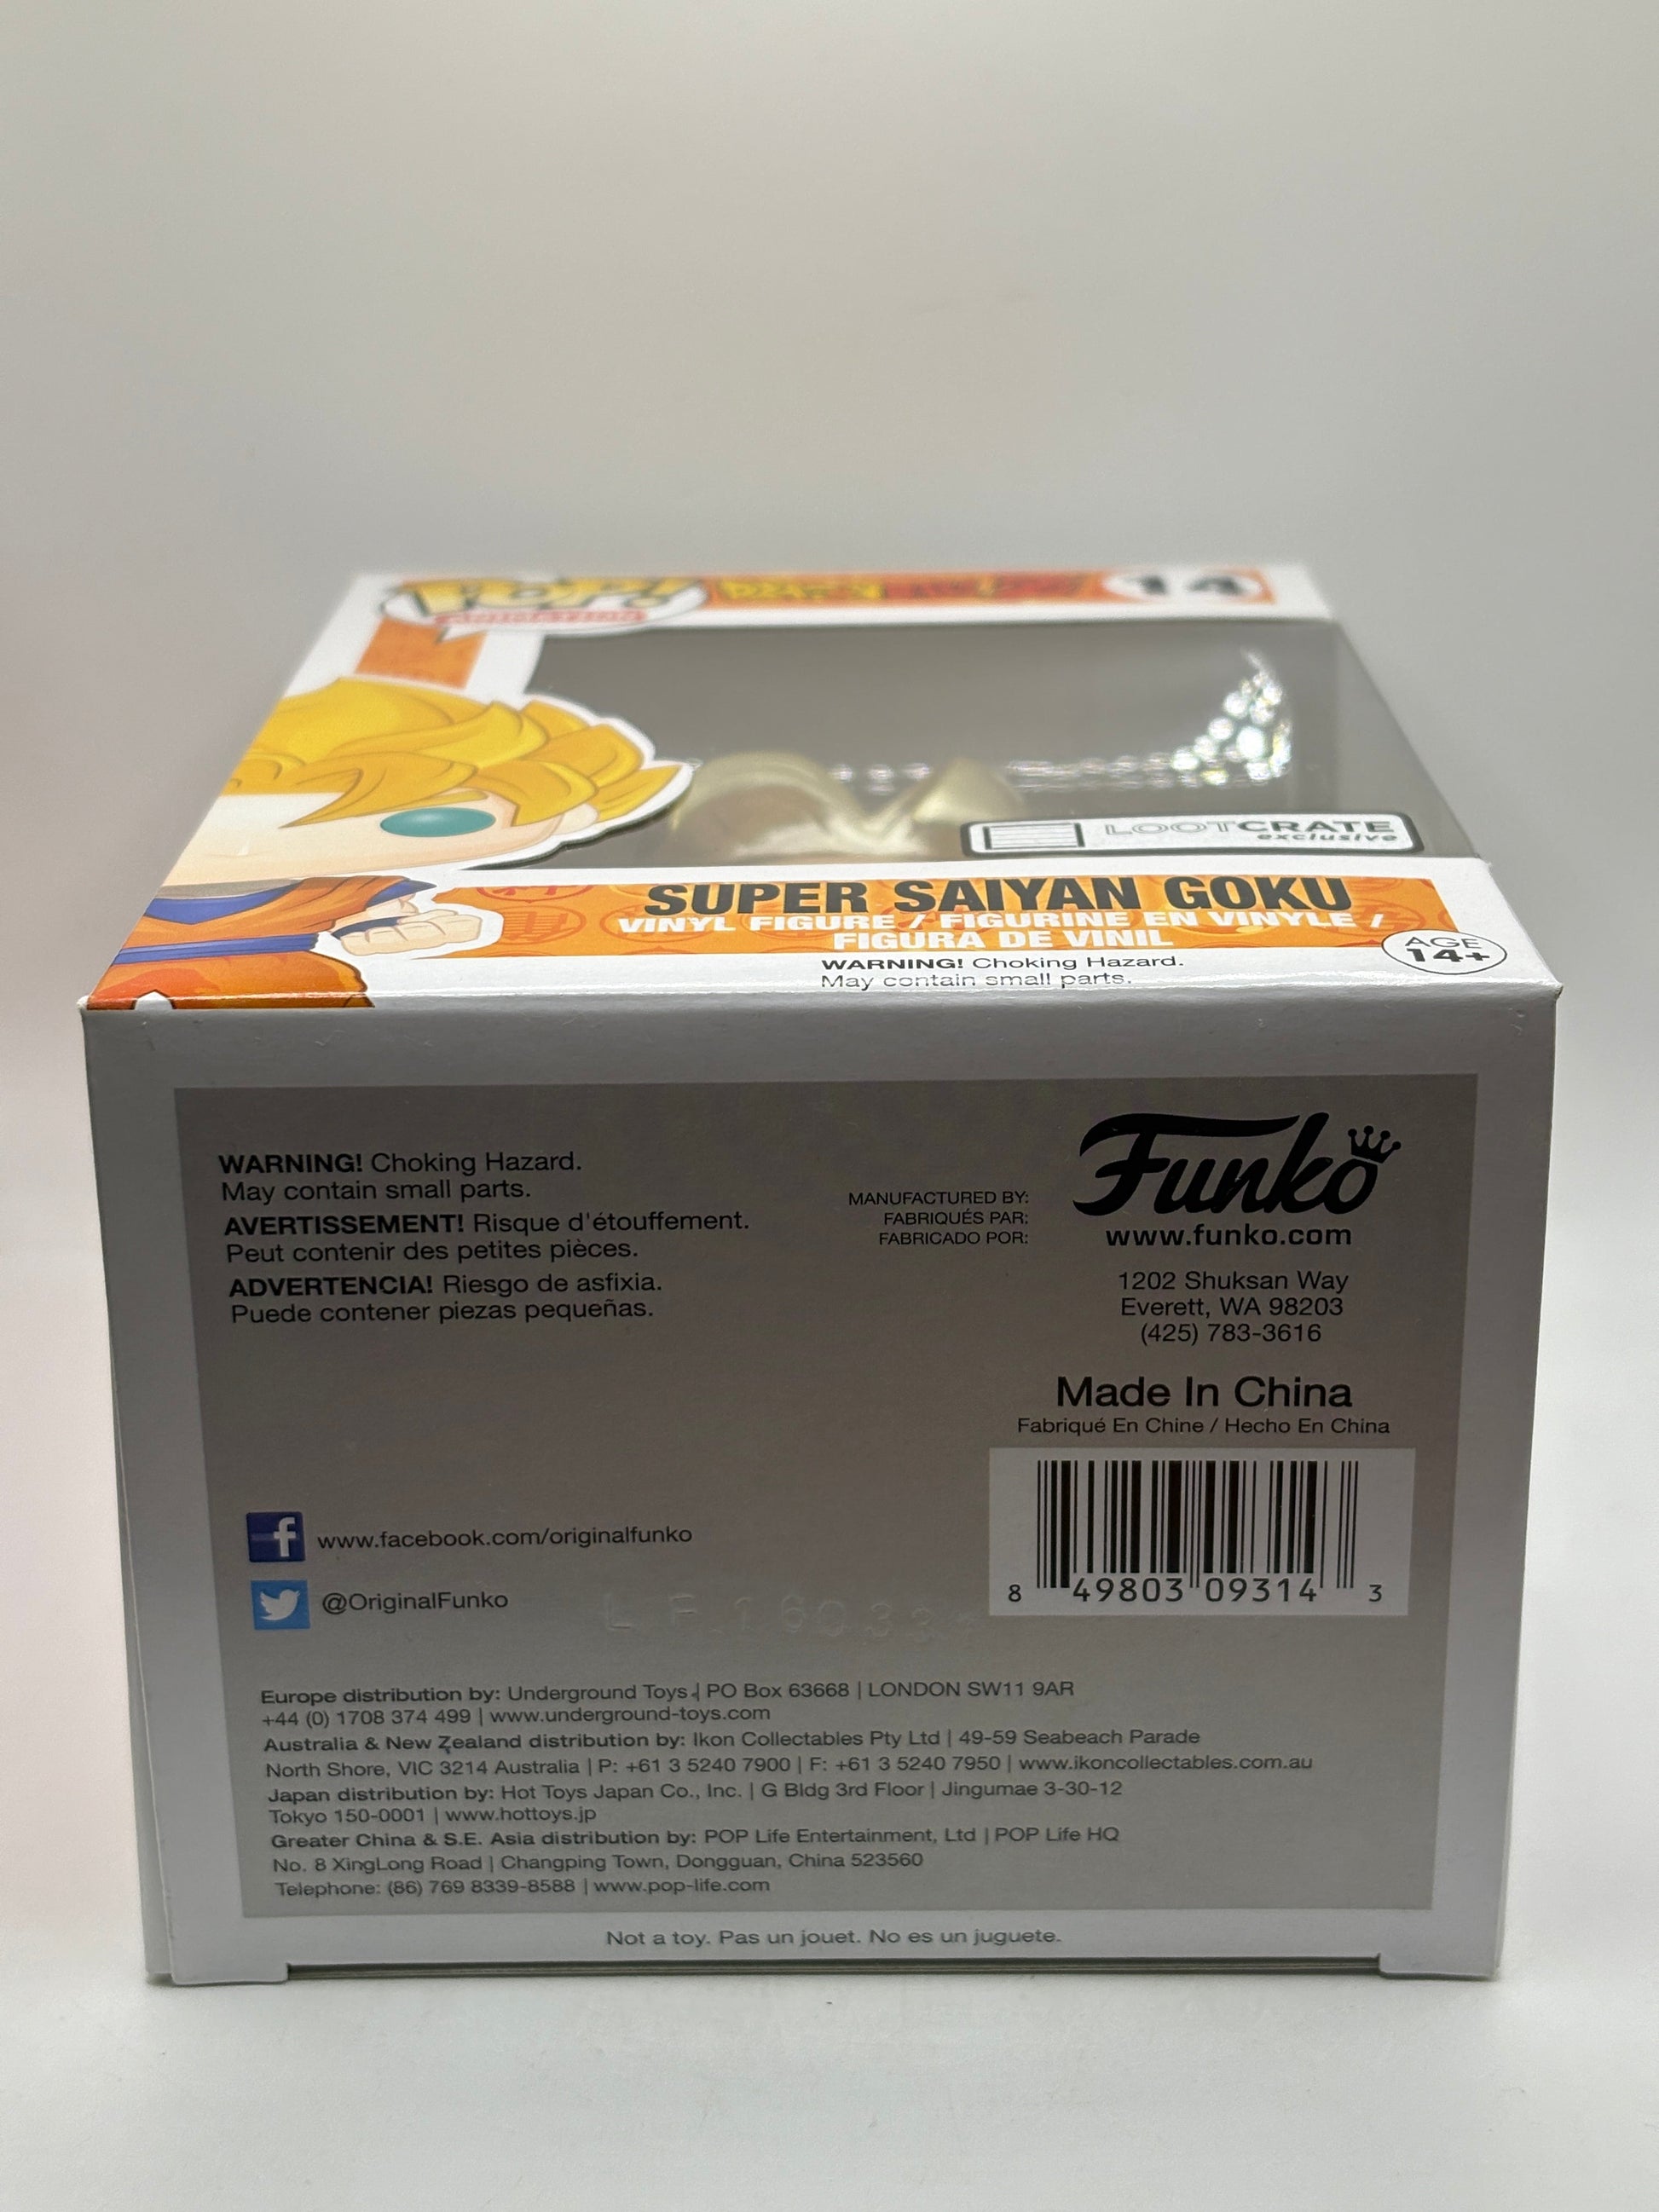 POP!
ANIMATION
DRAGONBALL Z
14
LOOTCRATE
exclusive
SUPER SAIYAN GOKU
VINYL FIGURE / FIGURINE EN VINYLE /
FIGURA DE VINIL
AGE
14+
WARNING! Choking Hazard.
May contain small parts.
WARNING! Choking Hazard.
May contain small parts.
AVERTISSEMENT! Risque d'étouffement.
Peut contenir des petites pièces.
ADVERTENCIA! Riesgo de asfixia.
Puede contener piezas pequeñas.
MANUFACTURED BY:
FABRIQUÉS PAR:
FABRICADO POR:
Funko
www.funko.com
1202 Shuksan Way
Everett, WA 98203
(425) 783-3616
Made In China
Fabriqué En Chine / Hecho En China
8 49803 09314 3
f www.facebook.com/originalfunko
@OriginalFunko
Europe distribution by: Underground Toys | PO Box 63668 | LONDON SW11 9AR
+44 (0) 1708 374 499 | www.underground-toys.com
Australia & New Zealand distribution by: Ikon Collectables Pty Ltd | 49-59 Seabeach Parade
North Shore, VIC 3214 Australia | P: +61 3 5240 7900 | F: +61 3 5240 7950 | www.ikoncollectables.com.au
Japan distribution by: Hot Toys Japan Co., Inc. | G Bldg 3rd Floor | Jingumae 3-30-12
Tokyo 150-0001 | www.hottoys.jp
Greater China & S.E. Asia distribution by: POP Life Entertainment, Ltd | POP Life HQ
No. 8 XingLong Road | Changping Town, Dongguan, China 523560
Telephone: (86) 769 8339-8588 | www.pop-life.com
Not a toy. Pas un jouet. No es un juguete.